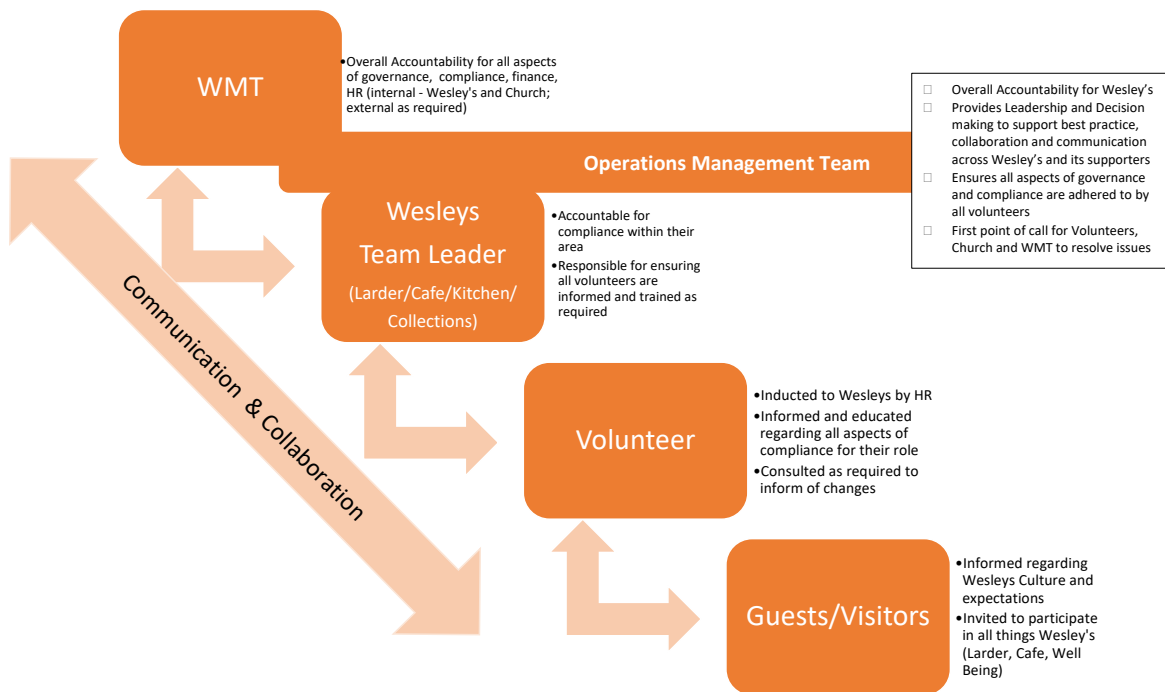 WMT
•Overall Accountability for all aspects
of governance,  compliance, finance,
HR (internal - Wesley's and Church;
external as required)
Operations Management Team
□ Overall Accountability for Wesley's
□ Provides Leadership and Decision
making to support best practice,
collaboration and communication
across Wesley's and its supporters
□ Ensures all aspects of governance
and compliance are adhered to by
all volunteers
□ First point of call for Volunteers,
Church and WMT to resolve issues
Wesleys
Team Leader
(Larder/Cafe/Kitchen/
Collections)
•Accountable for
compliance within their
area
•Responsible for ensuring
all volunteers are
informed and trained as
required
Communication & Collaboration
Volunteer
•Inducted to Wesleys by HR
•Informed and educated
regarding all aspects of
compliance for their role
•Consulted as required to
inform of changes
Guests/Visitors
•Informed regarding
Wesleys Culture and
expectations
•Invited to participate
in all things Wesley's
(Larder, Cafe, Well
Being)